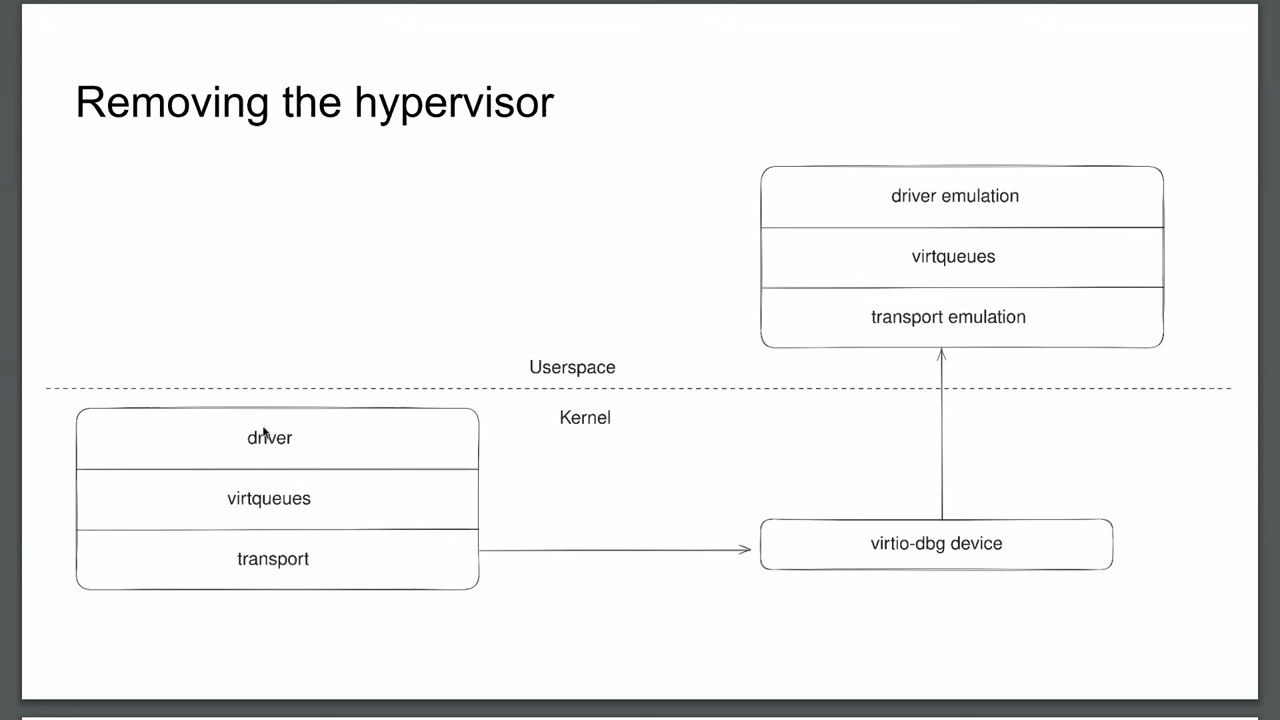 Removing the hypervisor
driver emulation
virtqueues
transport emulation
Userspace
Kernel
driver
virtqueues
transport
virtio-dbg device